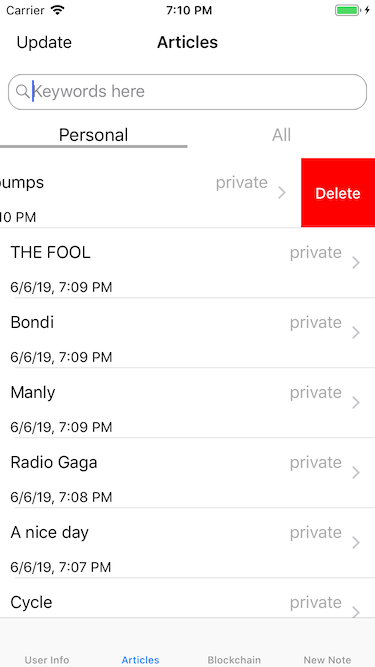 Carrier 7:10 PM
Update Articles
Keywords here
Personal All
umps private Delete
10 PM
THE FOOL private
6/6/19, 7:09 PM
Bondi private
6/6/19, 7:09 PM
Manly private
6/6/19, 7:09 PM
Radio Gaga private
6/6/19, 7:08 PM
A nice day private
6/6/19, 7:07 PM
Cycle private
User Info Articles Blockchain New Note